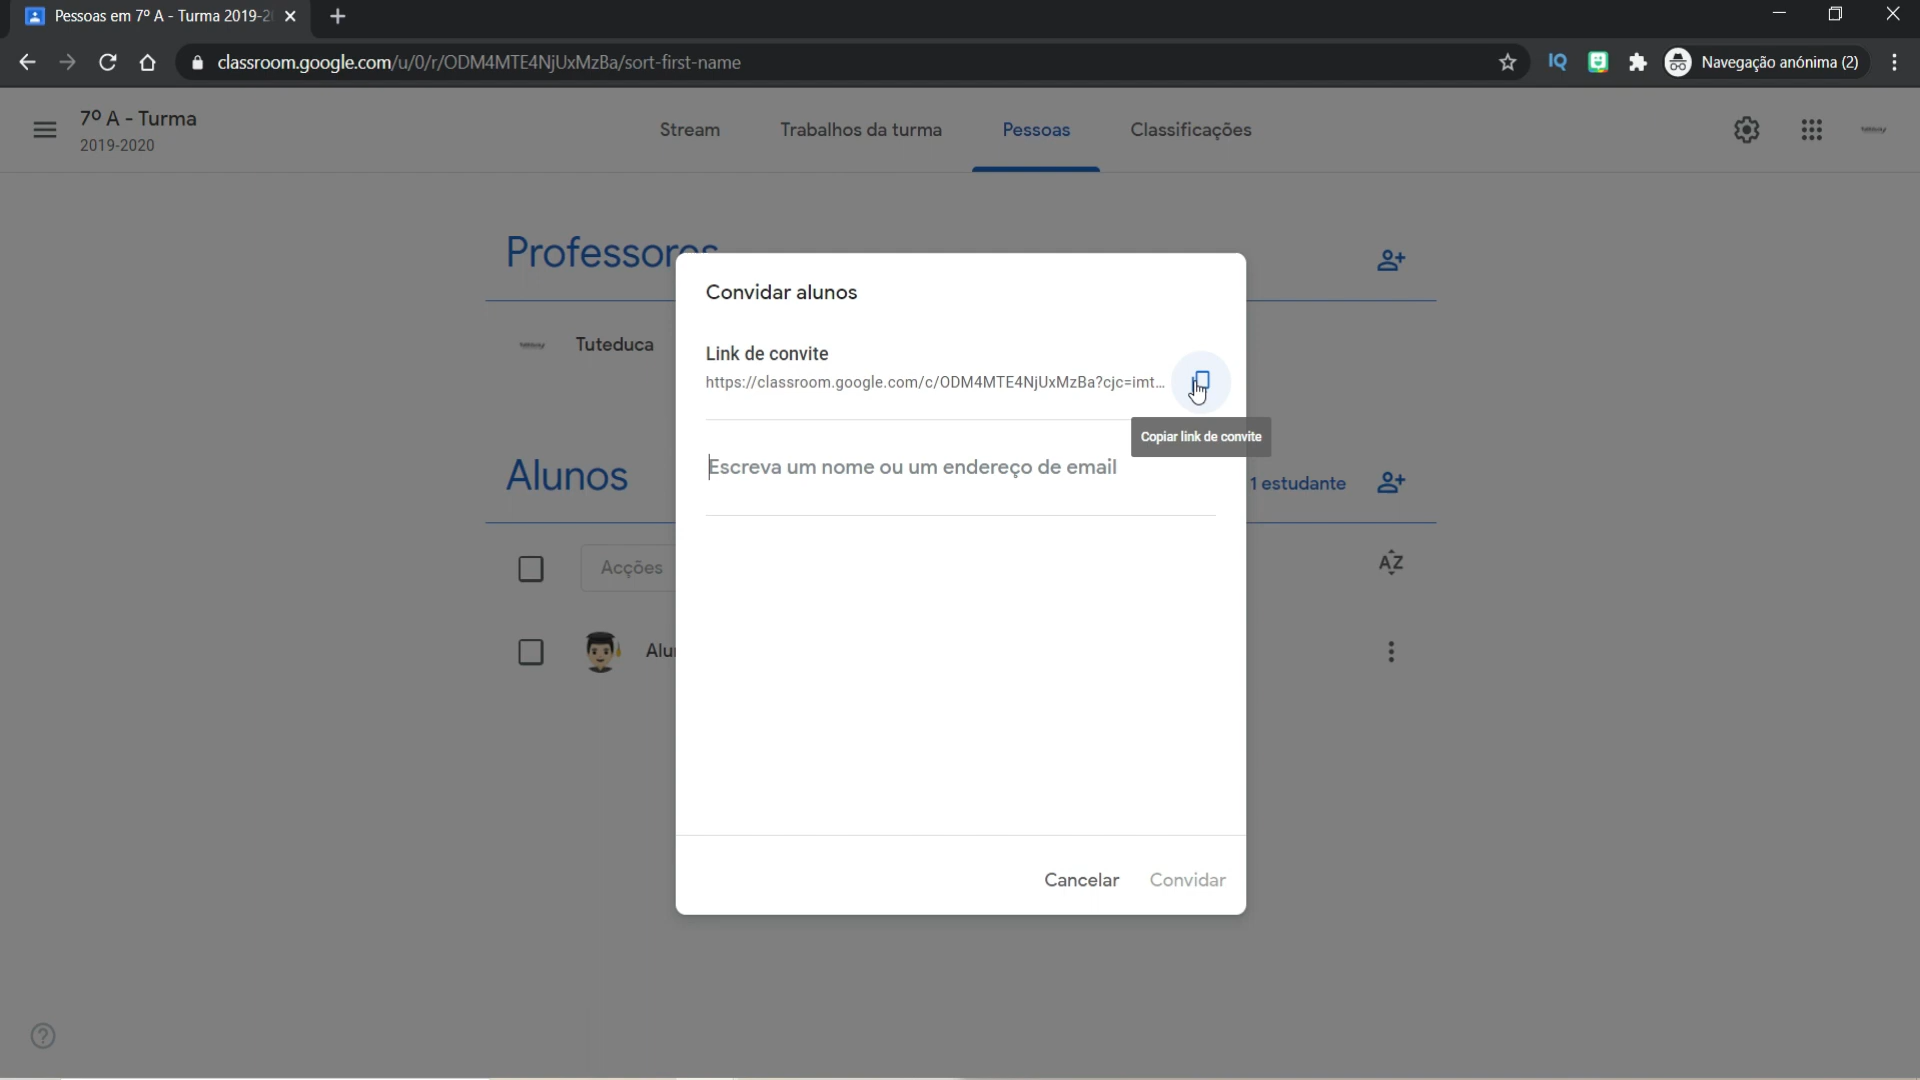 Pessoas em 7º A - Turma 2019-2
classroom.google.com/u/0/r/ODM4MTE4NjUxMzBa/sort-first-name
IQ
Navegação anónima (2)
7º A - Turma
2019-2020
Stream
Trabalhos da turma
Pessoas
Classificações
Professores
Tuteduca
Convidar alunos
Link de convite
https://classroom.google.com/c/ODM4MTE4NjUxMzBa?cjc=imt...
Copiar link de convite
Escreva um nome ou um endereço de email
Alunos
1 estudante
Acções
AZ
Alu
Cancelar
Convidar